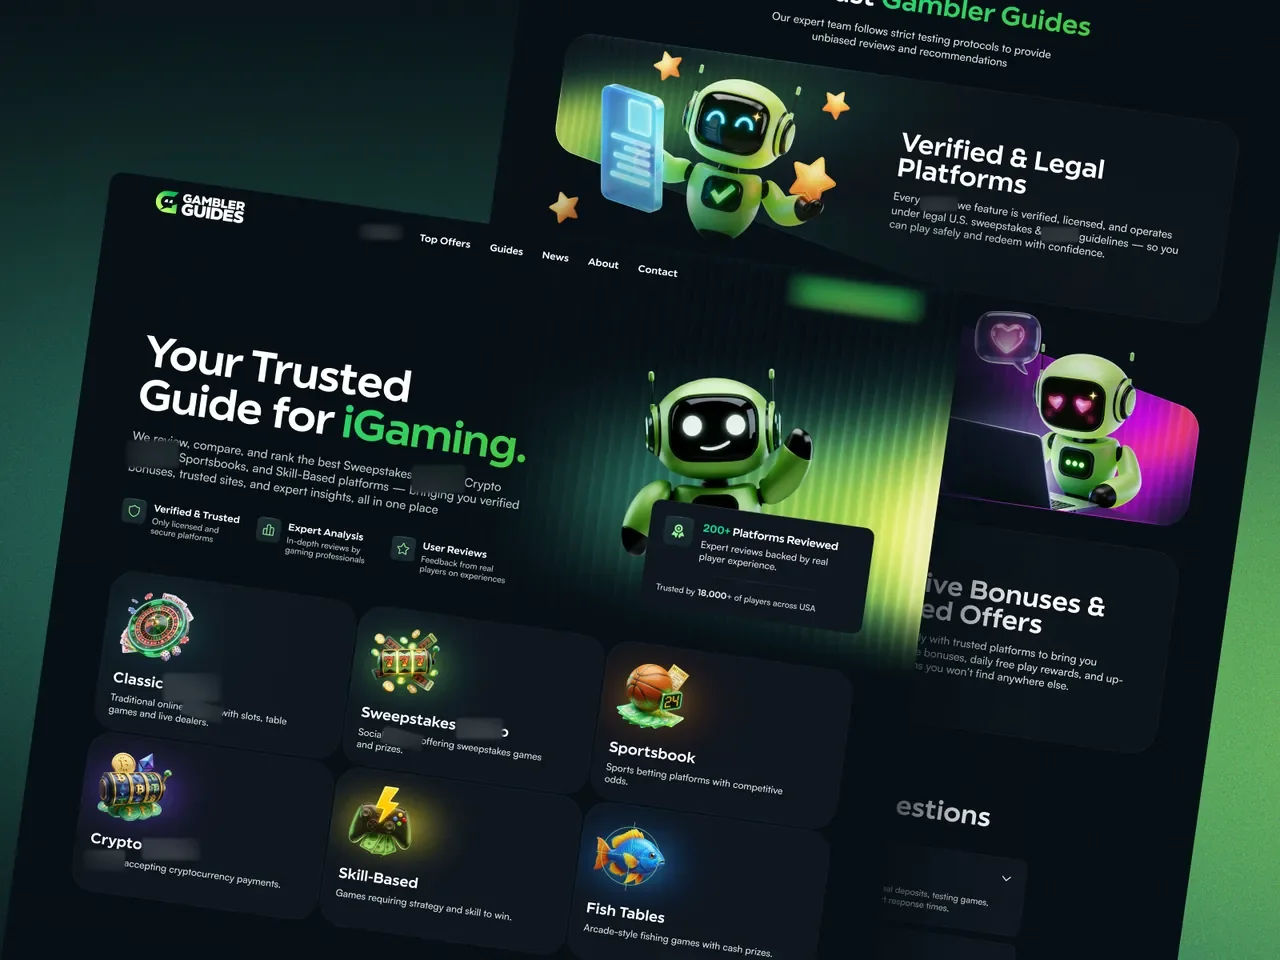 Gambler Guides
Our expert team follows strict testing protocols to provide
unbiased reviews and recommendations
Verified & Legal
Platforms
Every we feature is verified, licensed, and operates
under legal U.S. sweepstakes & guidelines — so you
can play safely and redeem with confidence.
GAMBLER
GUIDES
Top Offers
Guides
News
About
Contact
Your Trusted
Guide for iGaming.
We review, compare, and rank the best Sweepstakes Crypto
Sportsbooks, and Skill-Based platforms — bringing you verified
bonuses, trusted sites, and expert insights, all in one place
Verified & Trusted
Only licensed and
secure platforms
Expert Analysis
In-depth reviews by
gaming professionals
User Reviews
Feedback from real
players on experiences
200+ Platforms Reviewed
Expert reviews backed by real
player experience.
Trusted by 18,000+ of players across USA
Bonuses &
Offers
with trusted platforms to bring you
bonuses, daily free play rewards, and up-
you won't find anywhere else.
Classic
Traditional online with slots, table
games and live dealers.
Sweepstakes
Social offering sweepstakes games
and prizes.
24
Sportsbook
Sports betting platforms with competitive
odds.
Crypto
accepting cryptocurrency payments.
Skill-Based
Games requiring strategy and skill to win.
Fish Tables
Arcade-style fishing games with cash prizes.
estions
deposits, testing games,
response times.